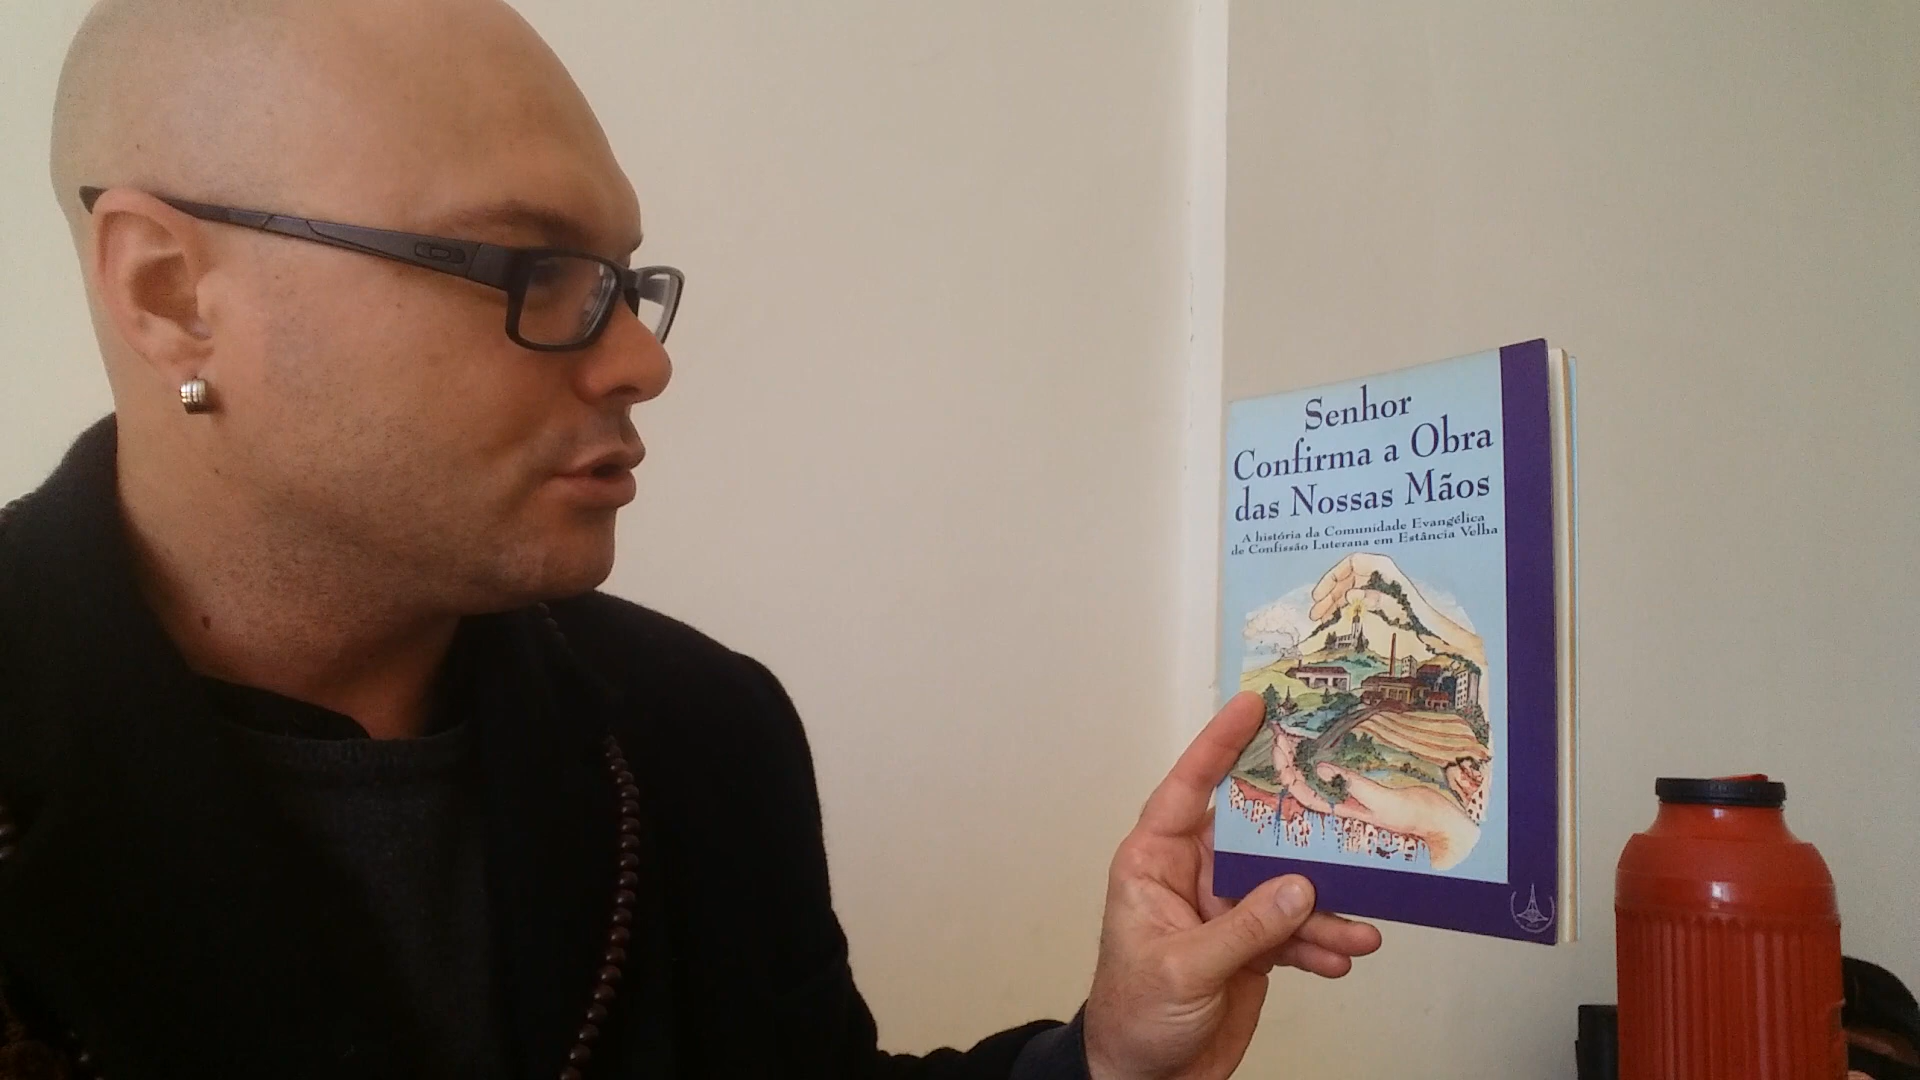 Senhor
Confirma a Obra
das Nossas Mãos
A história da Comunidade Evangélica
de Confissão Luterana em Estância Velha